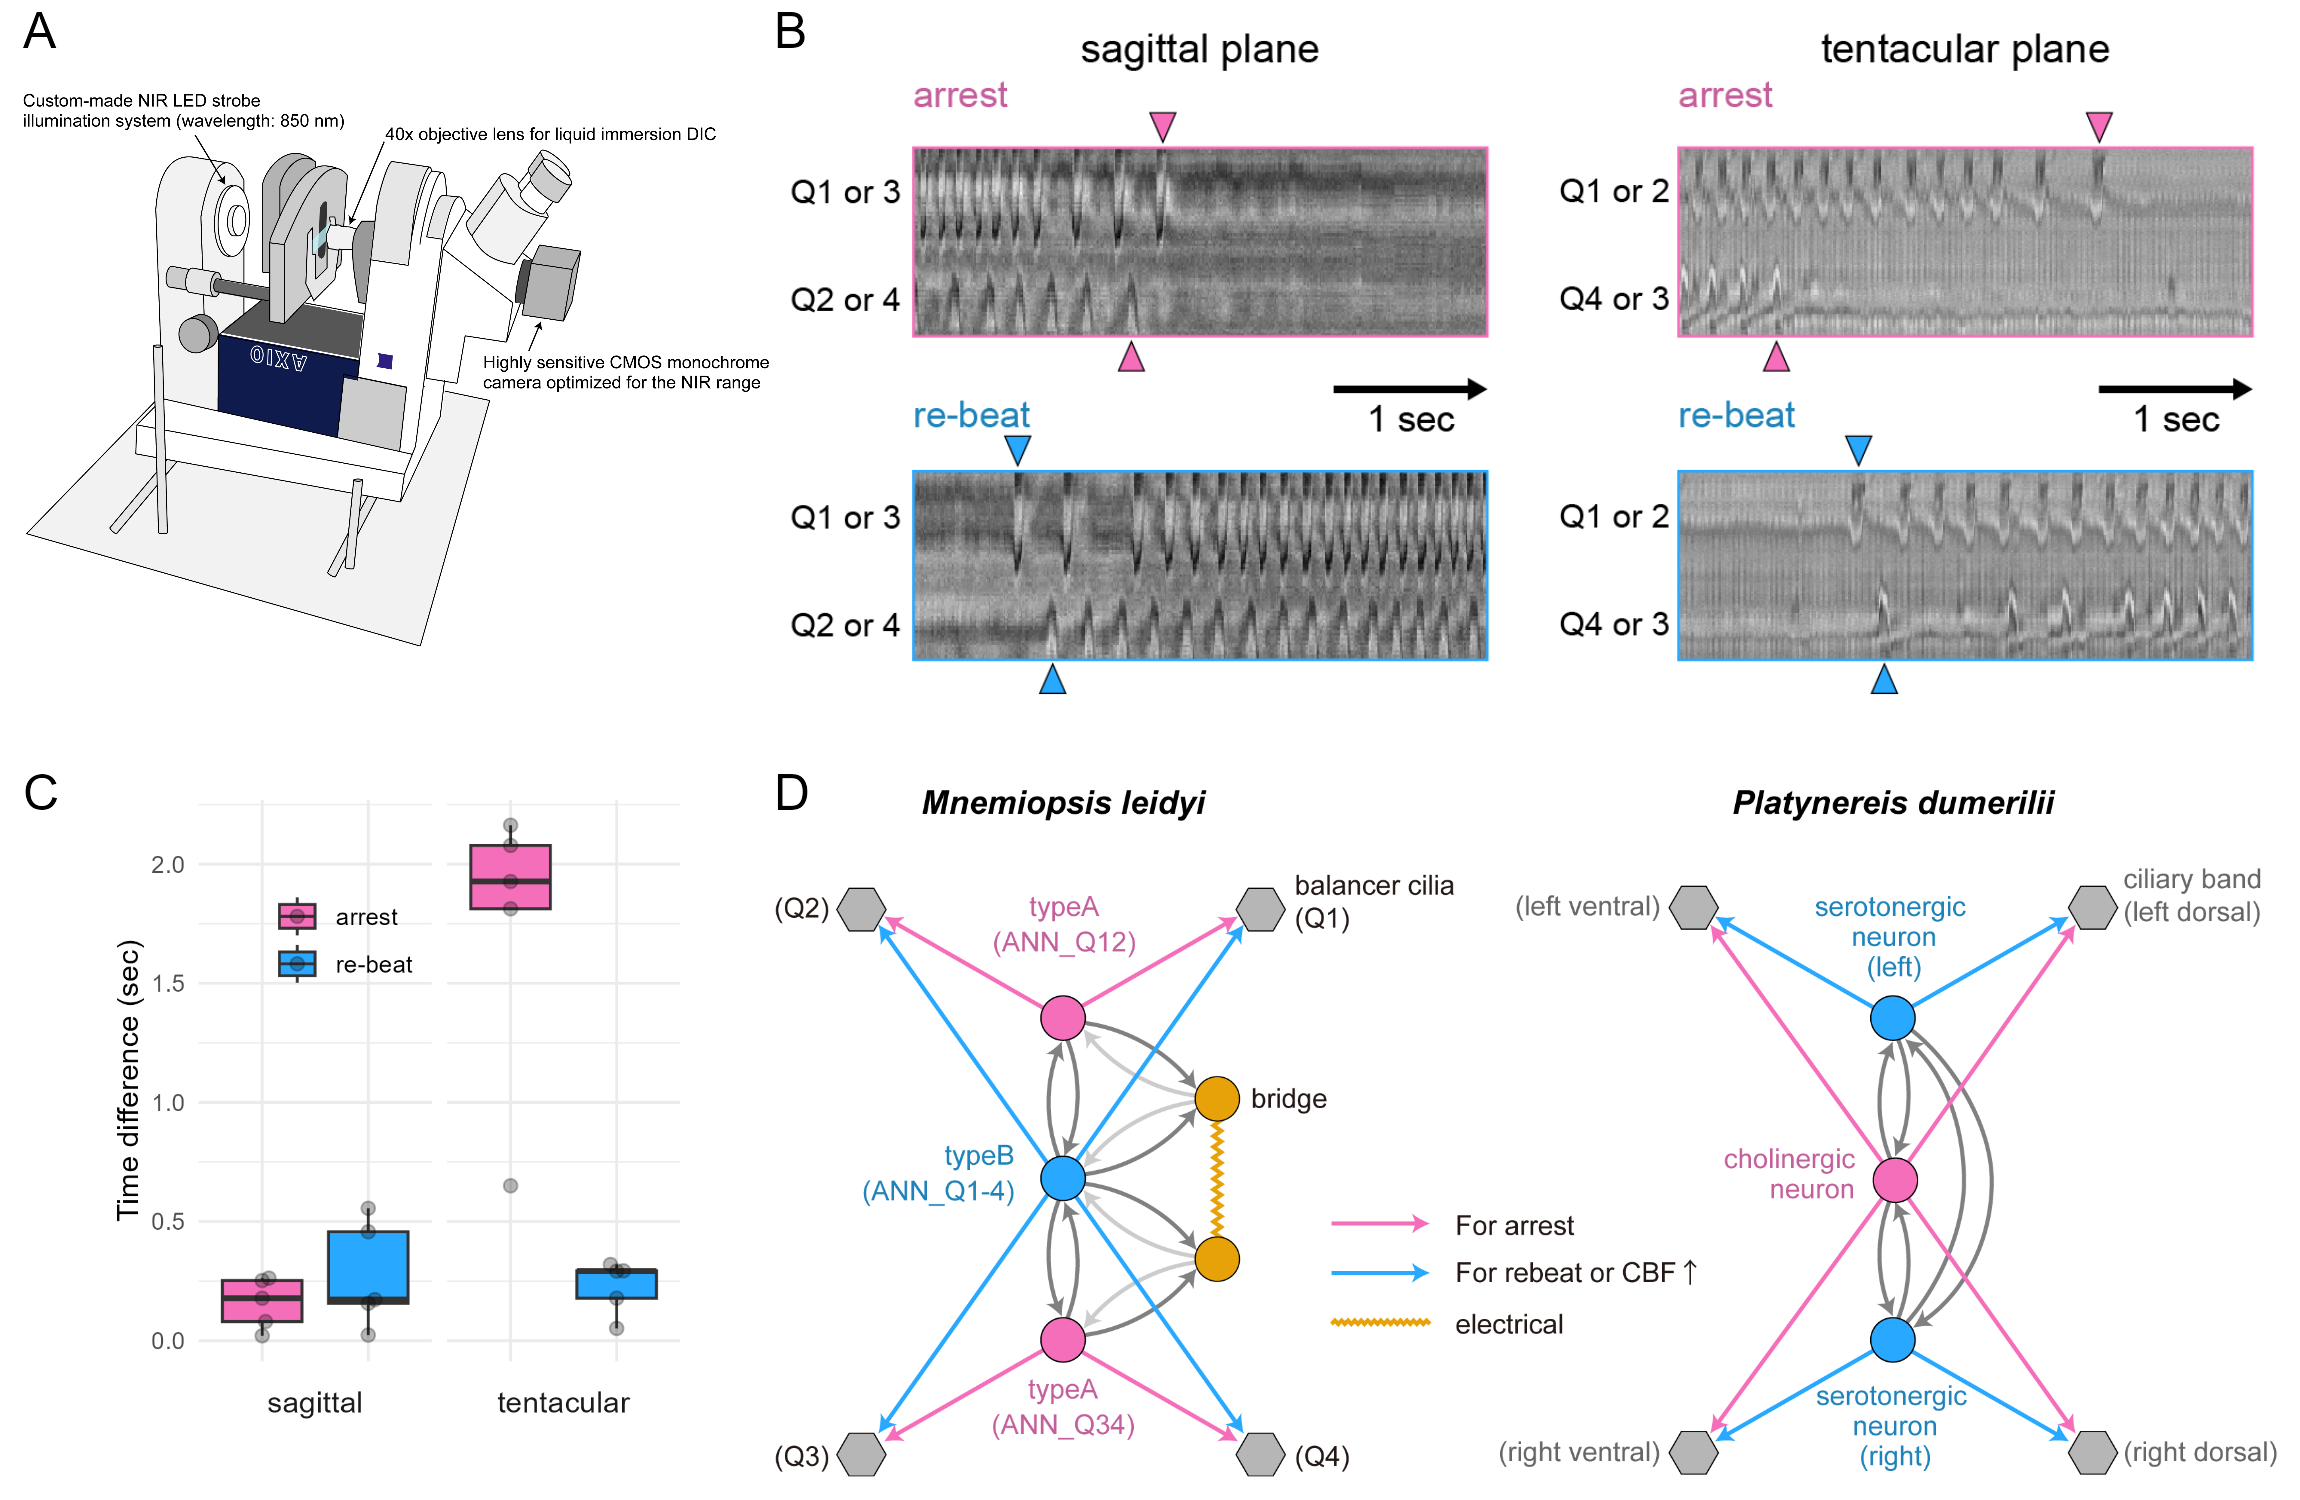 A
Custom-made NIR LED strobe
illumination system (wavelength: 850 nm)
40x objective lens for liquid immersion DIC
AXIO
Highly sensitive CMOS monochrome
camera optimized for the NIR range
B
sagittal plane
tentacular plane
arrest
arrest
Q1 or 3
Q2 or 4
Q1 or 2
Q4 or 3
1 sec
1 sec
re-beat
re-beat
Q1 or 3
Q2 or 4
Q1 or 2
Q4 or 3
C
Time difference (sec)
2.0
1.5
1.0
0.5
0.0
arrest
re-beat
sagittal
tentacular
D
Mnemiopsis leidyi
(Q2)
typeA
(ANN_Q12)
balancer cilia
(Q1)
bridge
typeB
(ANN_Q1-4)
typeA
(ANN_Q34)
(Q3)
(Q4)
For arrest
For rebeat or CBF↑
electrical
Platynereis dumerilii
(left ventral)
serotonergic
neuron
(left)
ciliary band
(left dorsal)
cholinergic
neuron
serotonergic
neuron
(right)
(right ventral)
(right dorsal)